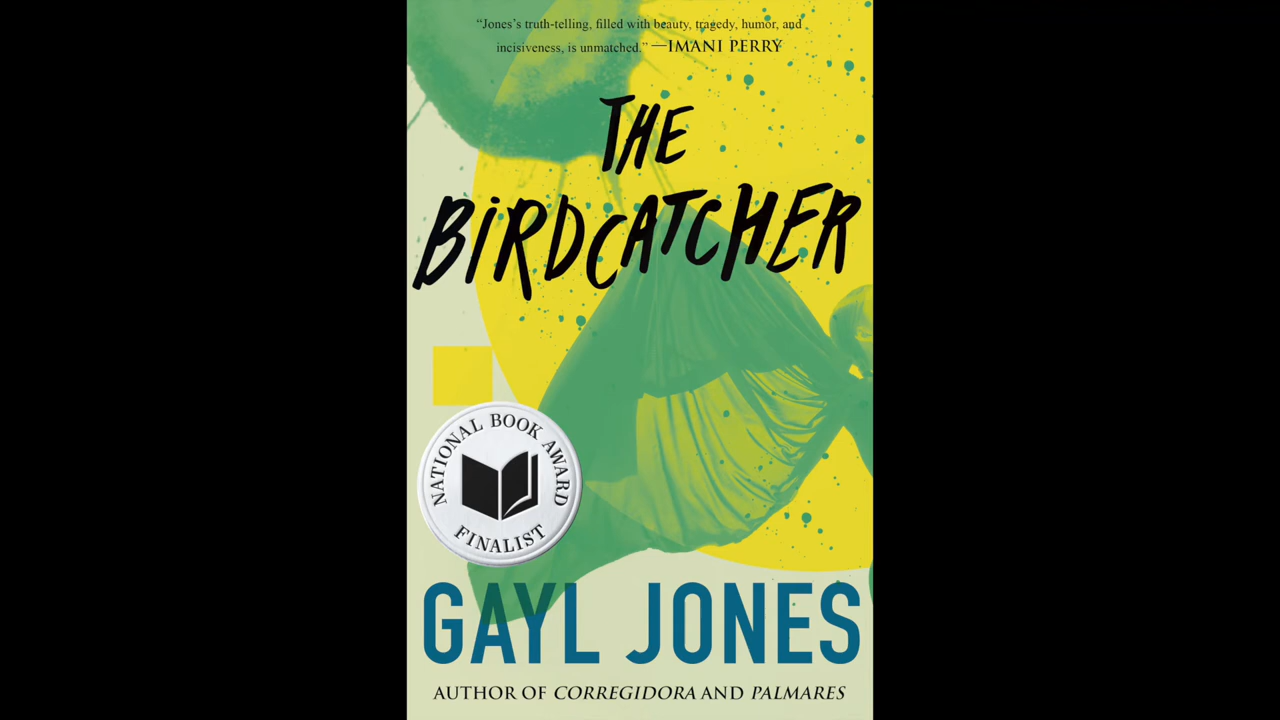 “Jones’s truth-telling, filled with beauty, tragedy, humor, and
incisiveness, is unmatched.” —IMANI PERRY
THE
BIRDCATCHER
NATIONAL BOOK AWARD
FINALIST
GAYL JONES
AUTHOR OF CORREGIDORA AND PALMARES